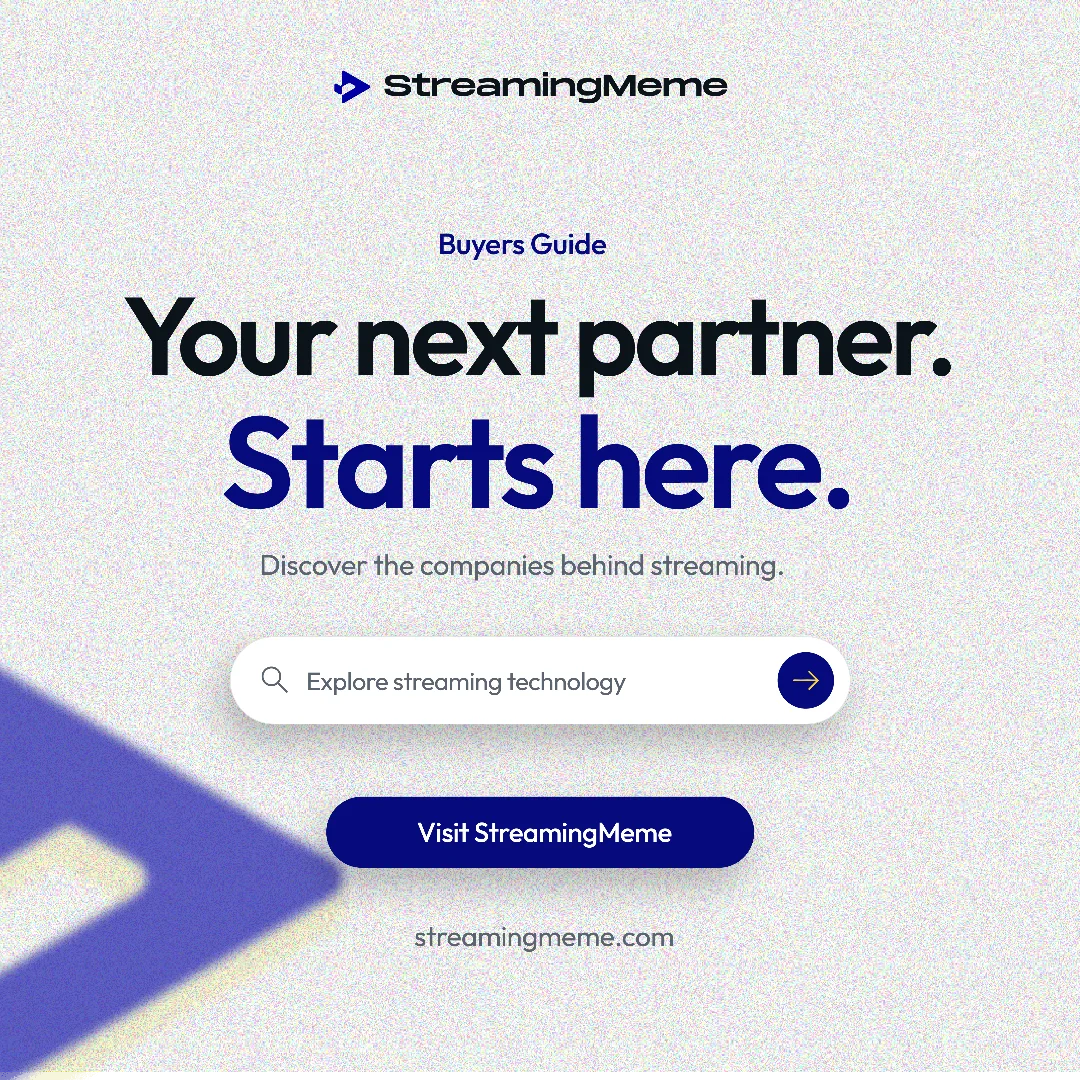 StreamingMeme
Buyers Guide
Your next partner.
Starts here.
Discover the companies behind streaming.
Explore streaming technology
Visit StreamingMeme
streamingmeme.com